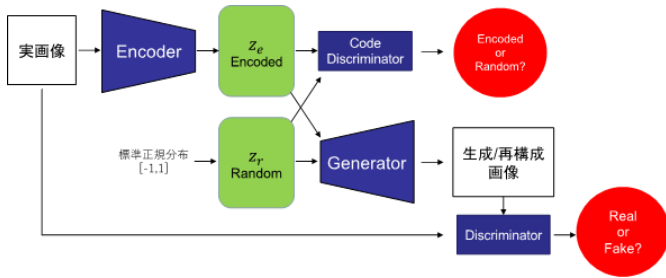 実画像
Encoder
z_e
Encoded
Code
Discriminator
Encoded
or
Random?
標準正規分布
[-1,1]
z_r
Random
Generator
生成/再構成
画像
Discriminator
Real
or
Fake?